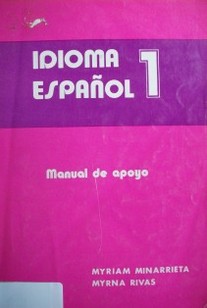 IDIOMA 1
ESPAÑOL
Manual de apoyo
MYRIAM MINARRIETA
MYRNA RIVAS